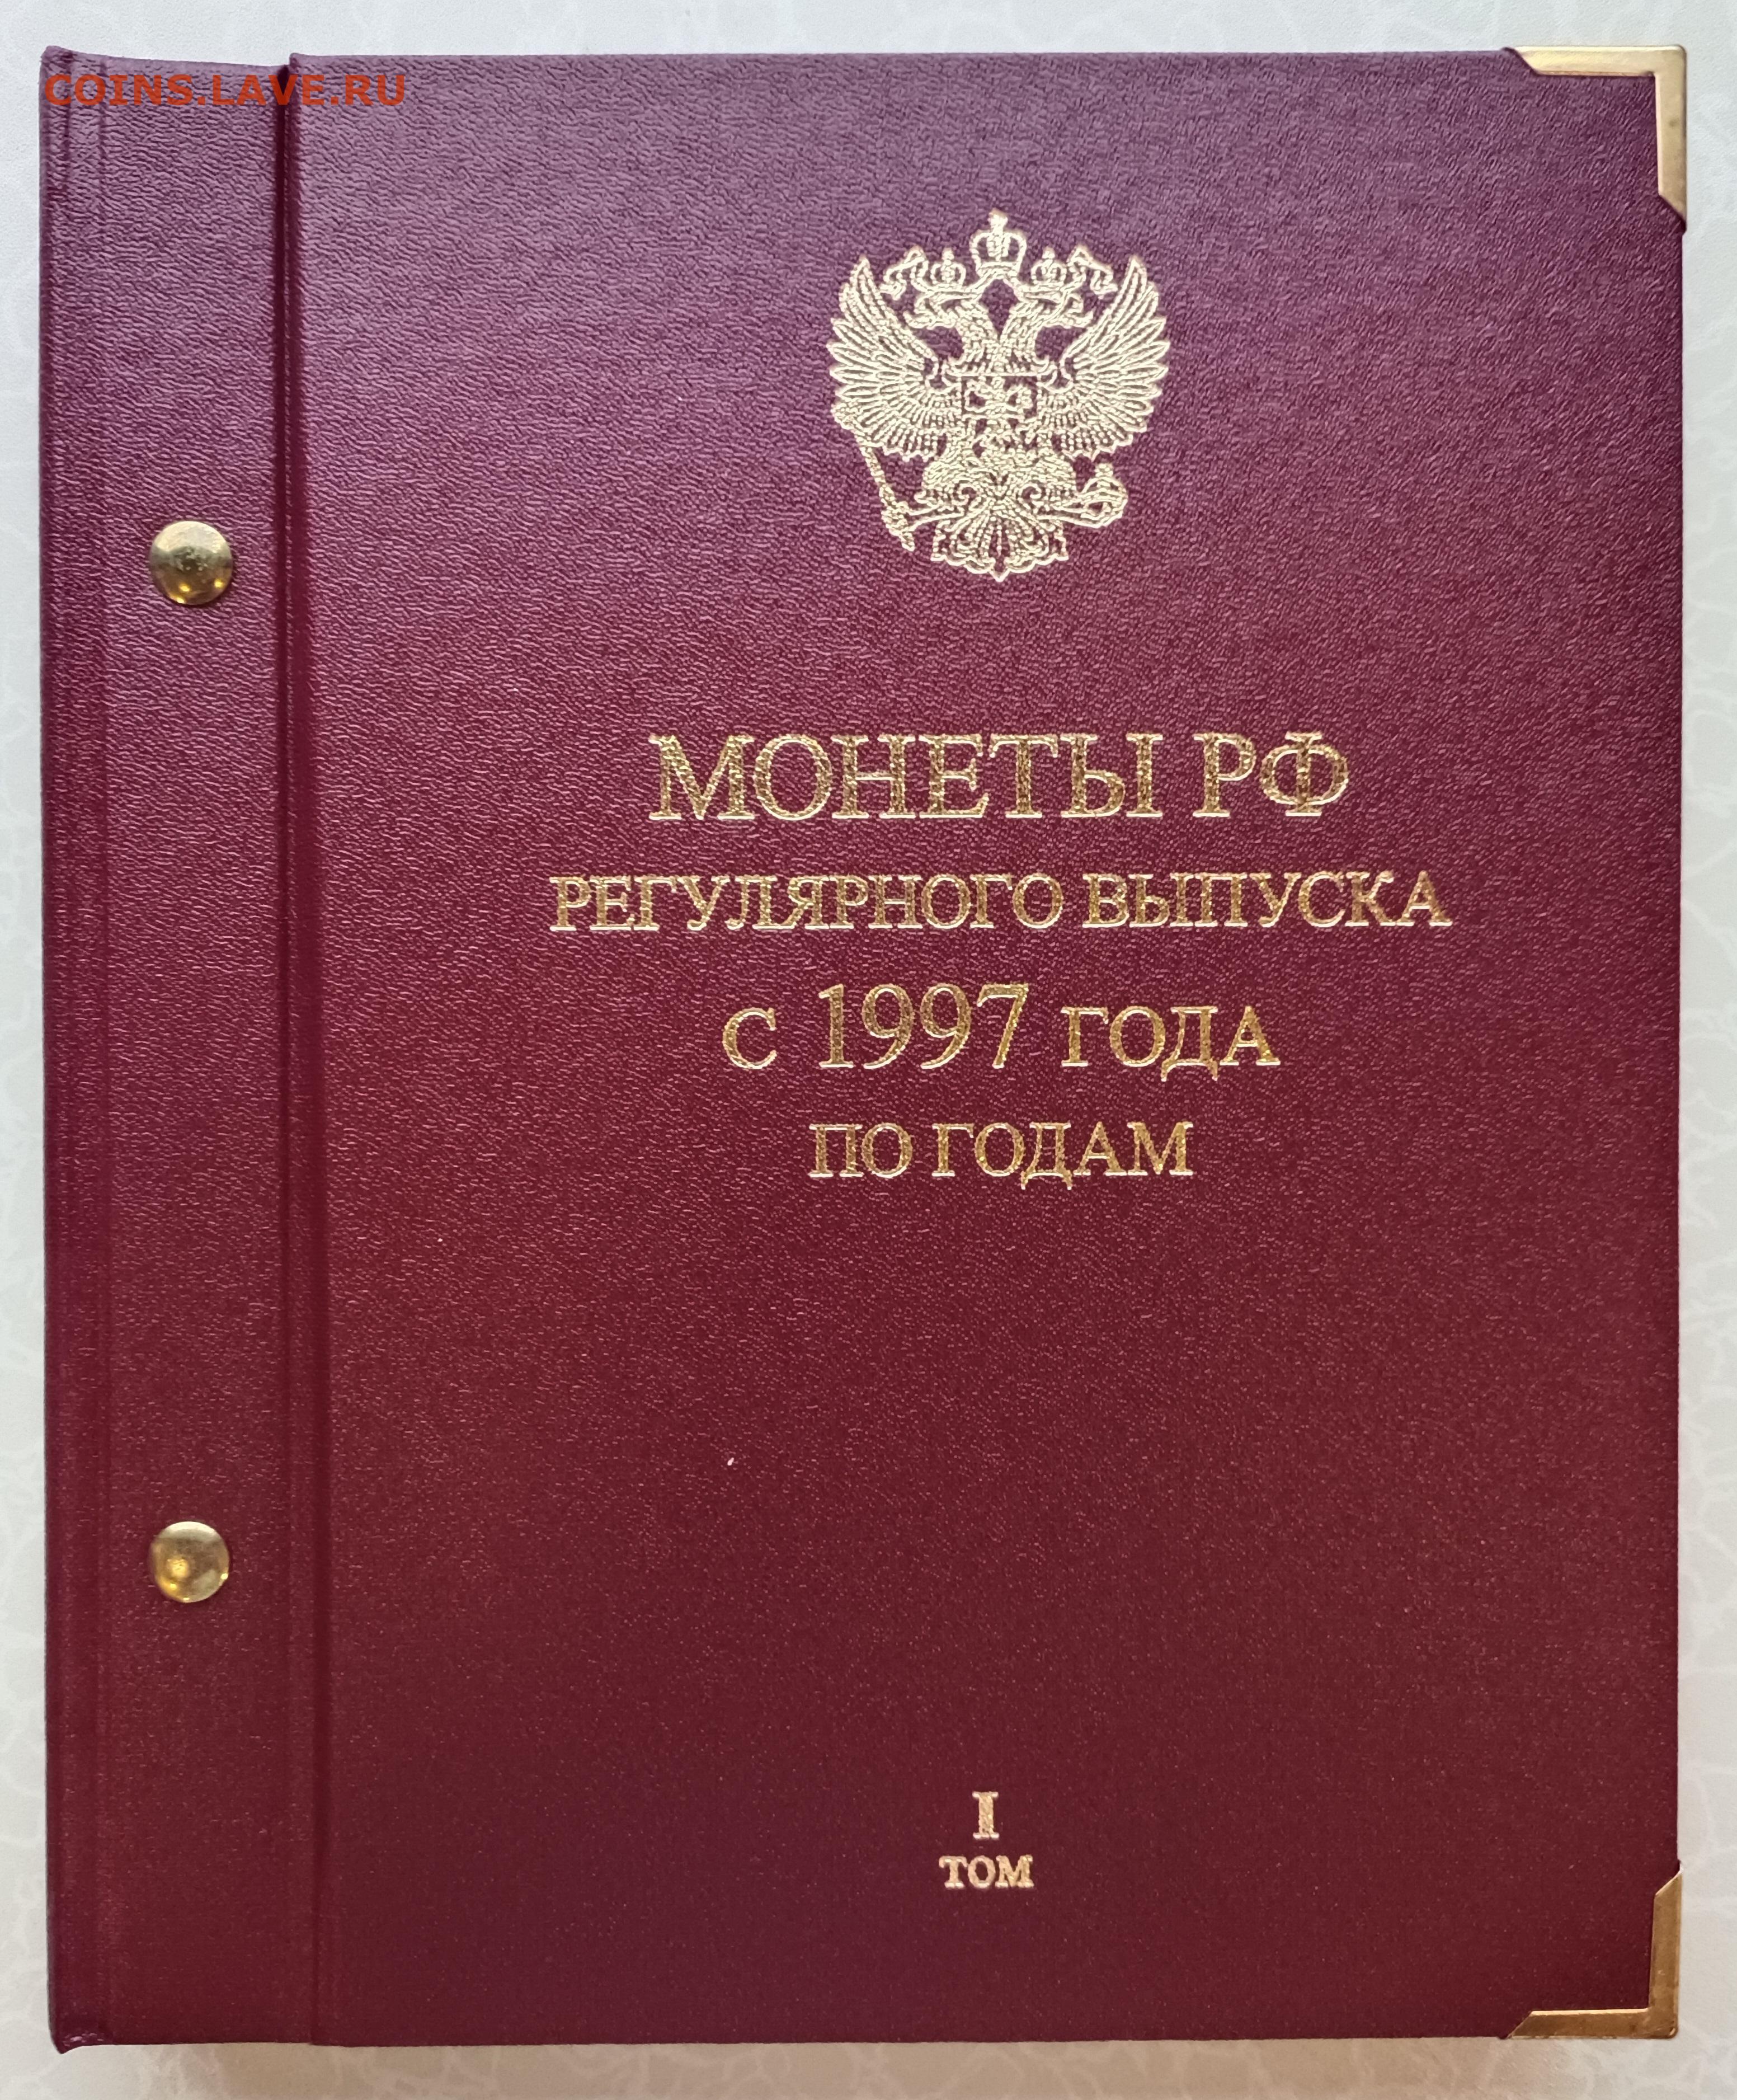 COINS.LAVE.RU
МОНЕТЫ РФ
РЕГУЛЯРНОГО ВЫПУСКА
С 1997 ГОДА
ПО ГОДАМ
I
ТОМ